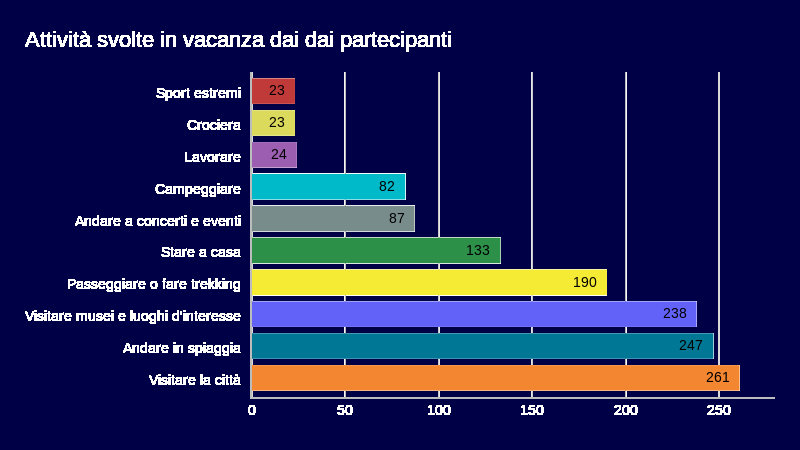 Attività svolte in vacanza dai dai partecipanti
Sport estremi 23
Crociera 23
Lavorare 24
Campeggiare 82
Andare a concerti e eventi 87
Stare a casa 133
Passeggiare o fare trekking 190
Visitare musei e luoghi d'interesse 238
Andare in spiaggia 247
Visitare la città 261
0 50 100 150 200 250